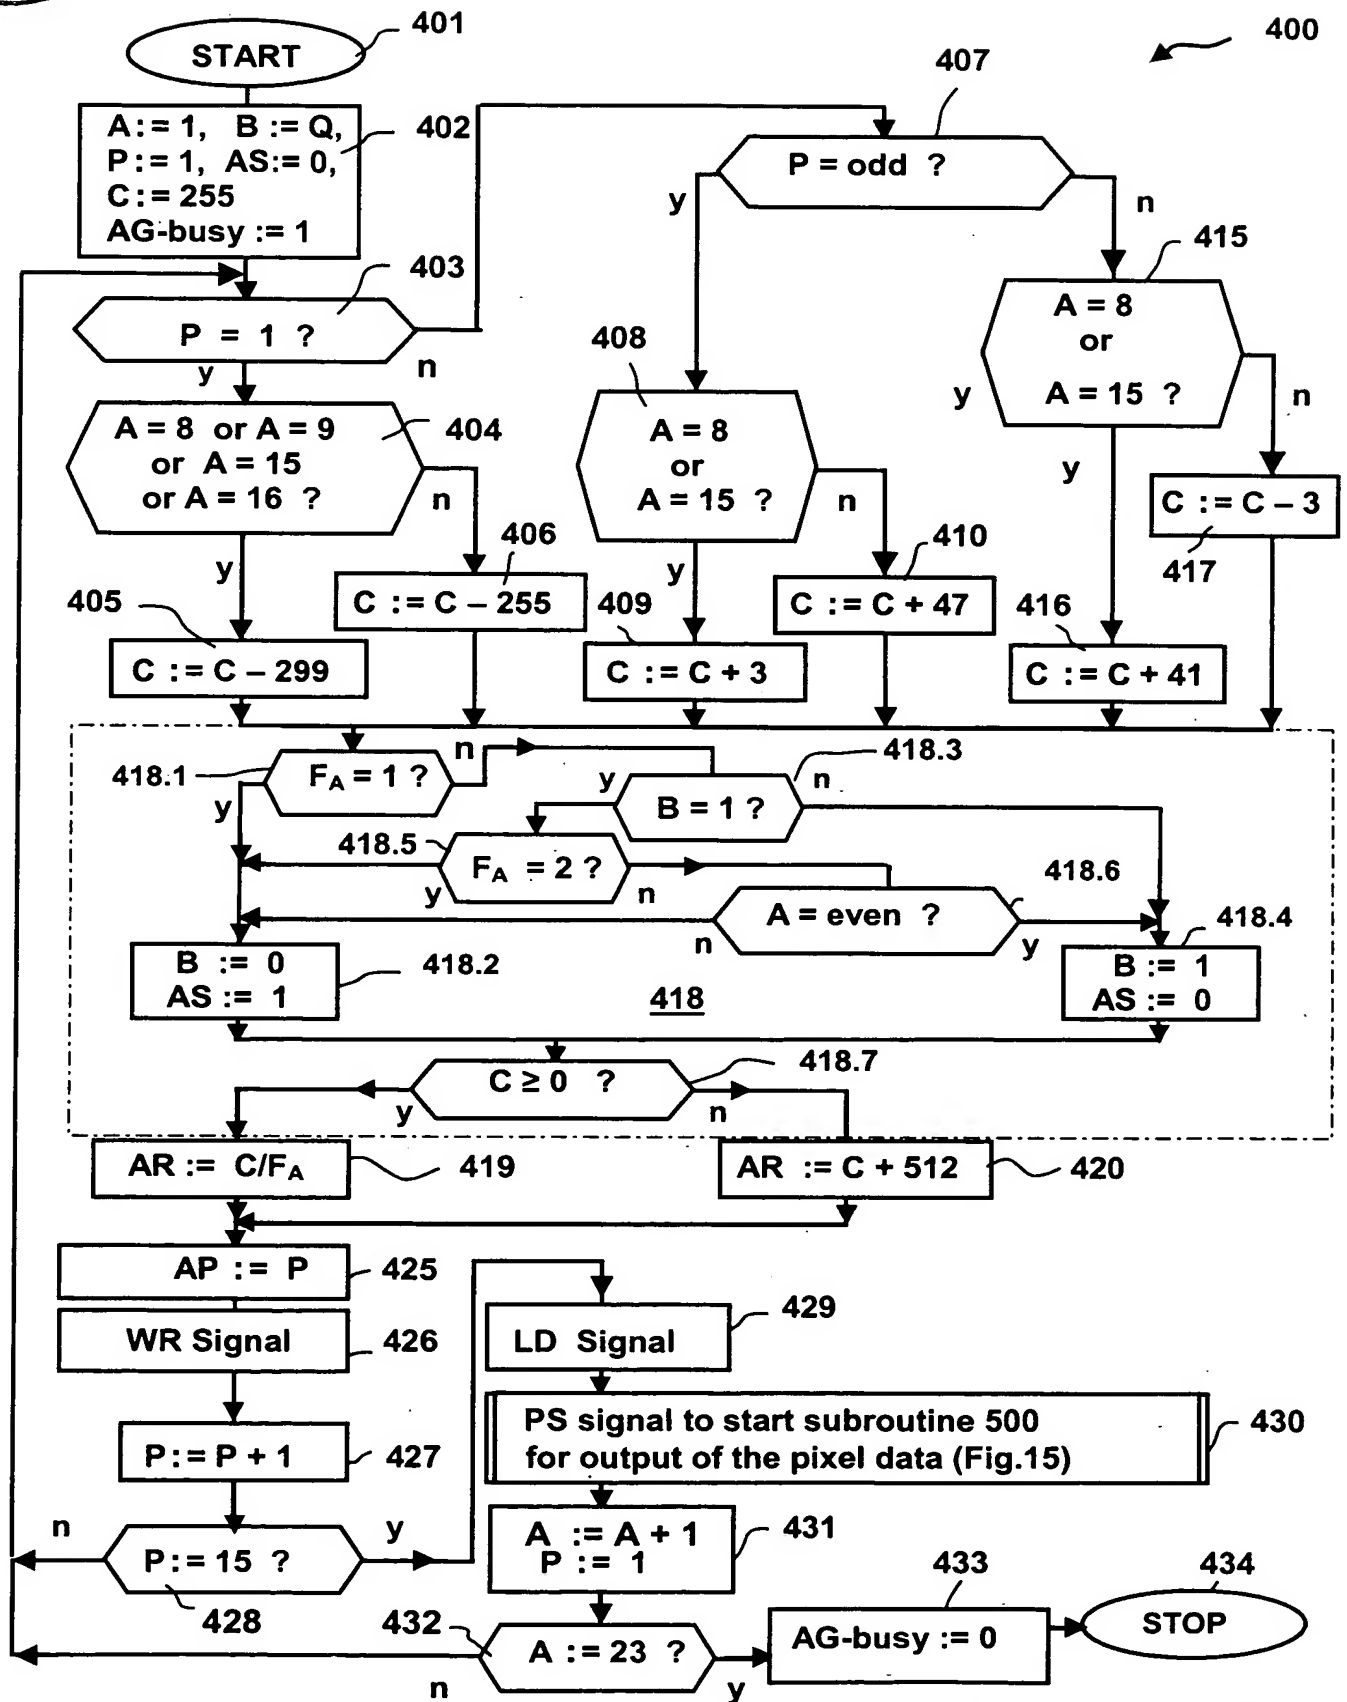 START
401
400
A := 1, B := Q,
P := 1, AS := 0,
C := 255
AG-busy := 1
402
407
P = odd ?
y
n
403
P = 1 ?
n
y
415
A = 8
or
A = 15 ?
y
n
y
408
A = 8
or
A = 15 ?
n
y
A = 8 or A = 9
or A = 15
or A = 16 ?
404
n
y
C := C – 3
417
406
C := C – 255
405
C := C – 299
410
C := C + 47
409
C := C + 3
416
C := C + 41
418.1
FA = 1 ?
n
y
418.3
B = 1 ?
y
n
418.5
FA = 2 ?
y
n
418.6
A = even ?
n
y
B := 0
AS := 1
418.2
418
418.4
B := 1
AS := 0
C ≥ 0 ?
418.7
y
n
AR := C/FA
419
AR := C + 512
420
AP := P
425
WR Signal
426
P := P + 1
427
n
P := 15 ?
y
428
LD Signal
429
PS signal to start subroutine 500
for output of the pixel data (Fig.15)
430
A := A + 1
P := 1
431
432
A := 23 ?
n
y
433
AG-busy := 0
434
STOP